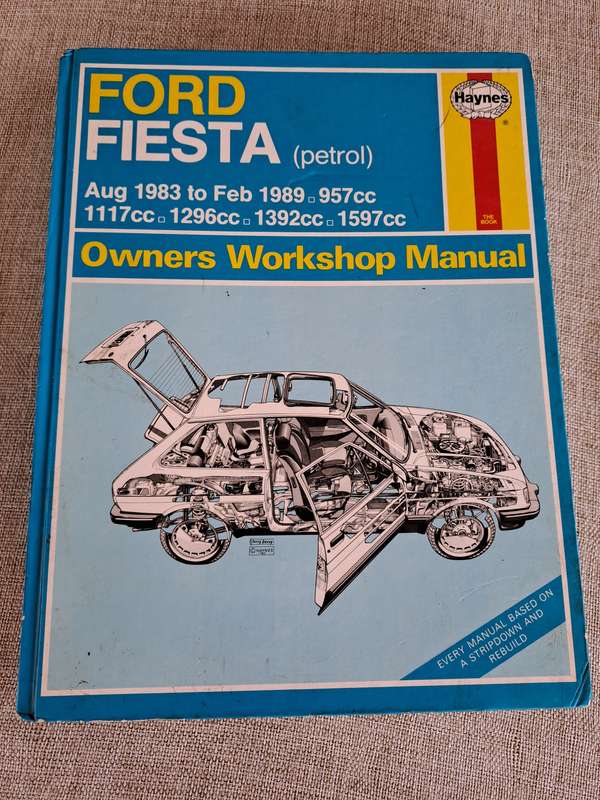 FORD
FIESTA (petrol)
Aug 1983 to Feb 1989 □ 957cc
1117cc □ 1296cc □ 1392cc □ 1597cc
Haynes
®
THE
BOOK
Owners Workshop Manual
EVERY MANUAL BASED ON
A STRIPDOWN AND
REBUILD